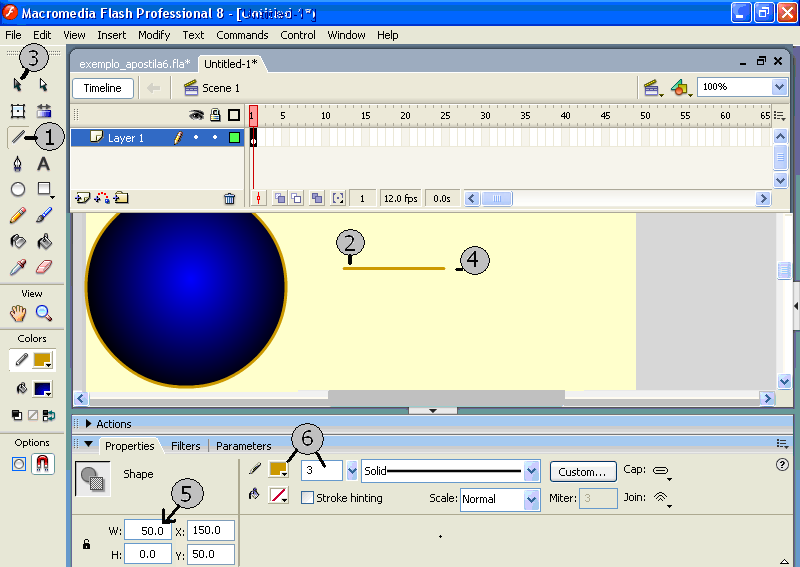 Macromedia Flash Professional 8 - [Untitled-1*]
File Edit View Insert Modify Text Commands Control Window Help
3
exemplo_apostila6.fla* Untitled-1*
Timeline Scene 1 100%
1 5 10 15 20 25 30 35 40 45 50 55 60 65
1 Layer 1
A
1 12.0 fps 0.0s
2
4
View
Colors
Actions
Properties Filters Parameters
6
Options
Shape
3 Solid Custom... Cap:
5
Stroke hinting Scale: Normal Miter: 3 Join:
W: 50.0 X: 150.0
H: 0.0 Y: 50.0